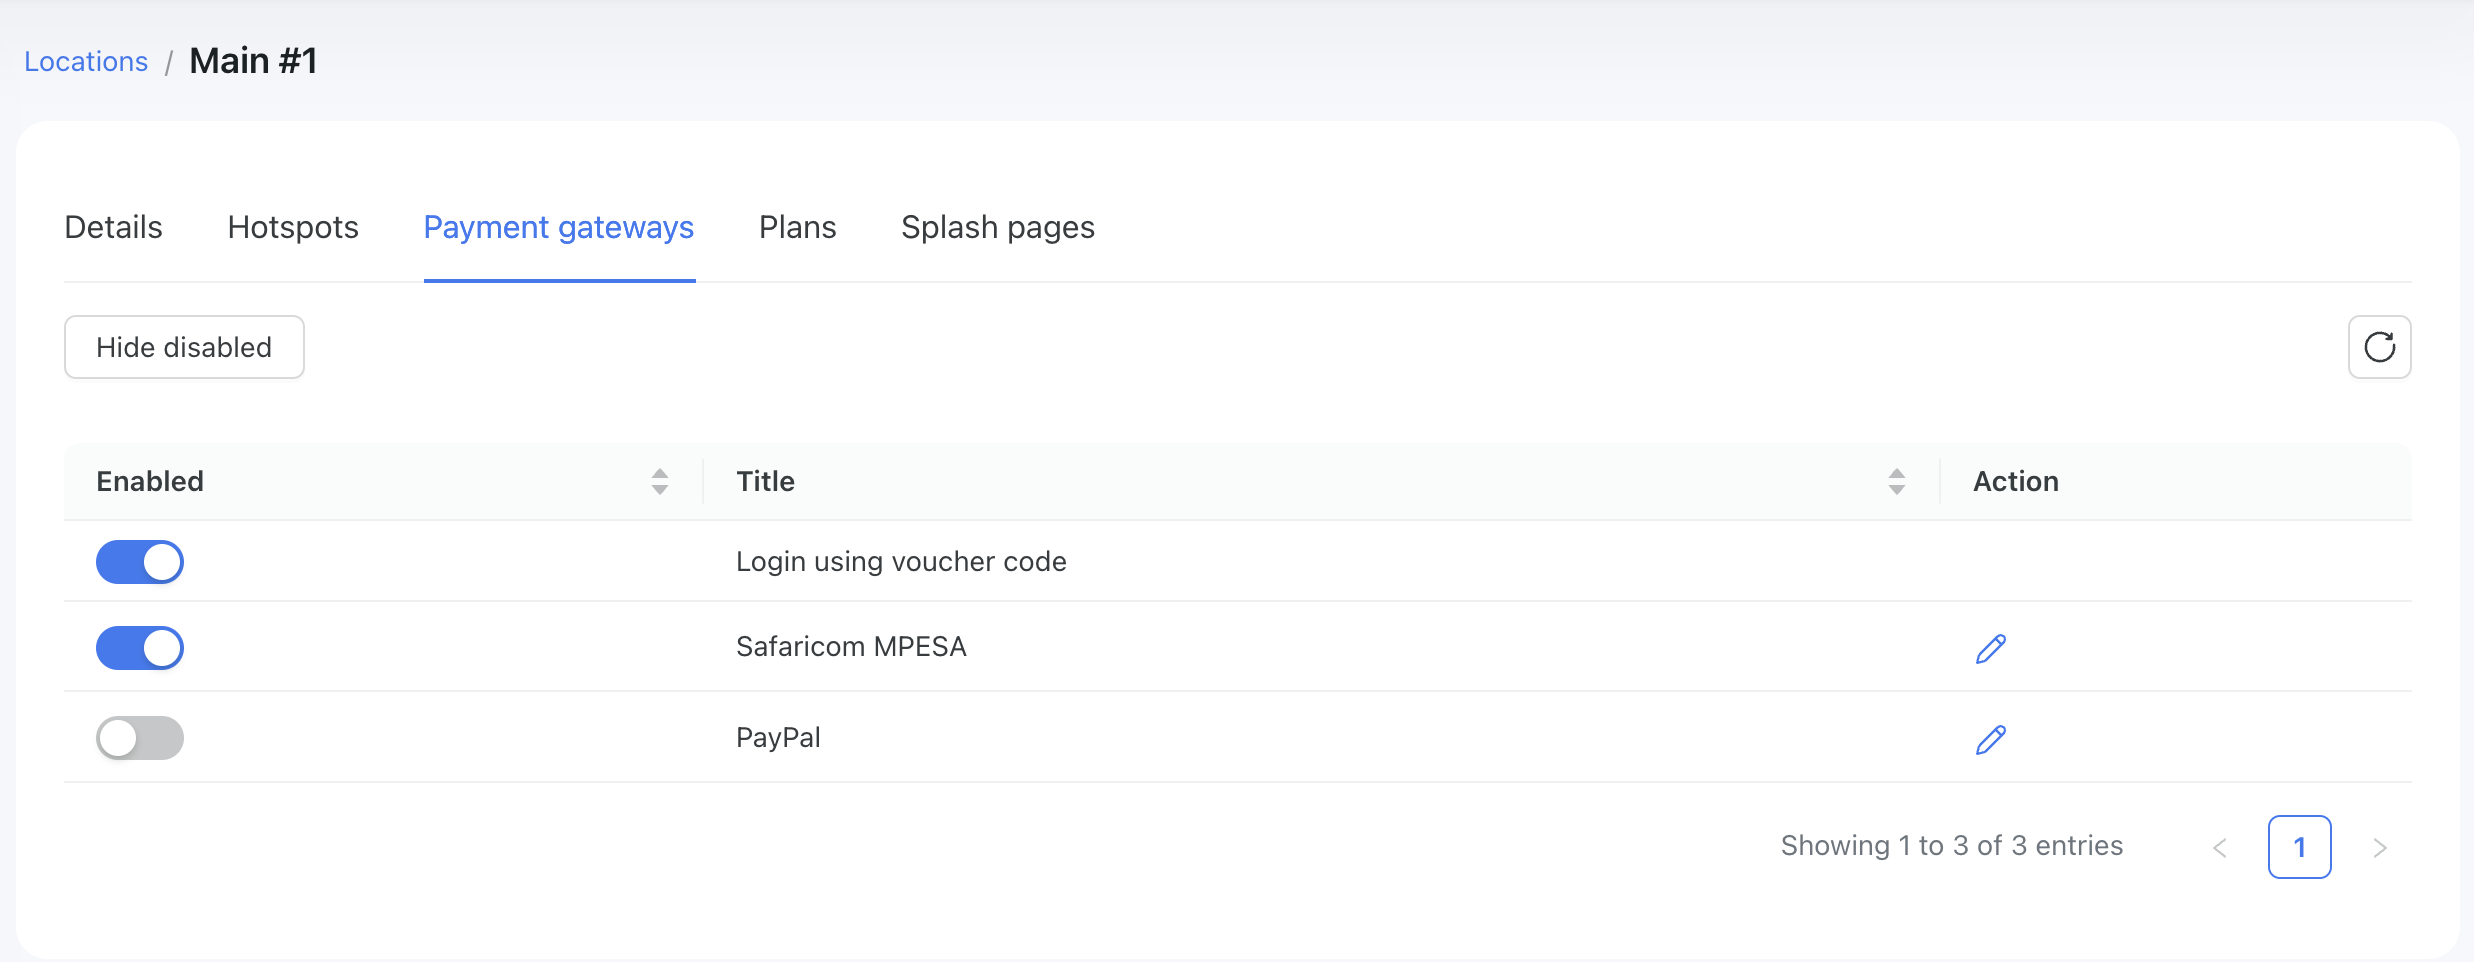 Locations / Main #1
Details Hotspots Payment gateways Plans Splash pages
Hide disabled
Enabled Title Action
Login using voucher code
Safaricom MPESA
PayPal
Showing 1 to 3 of 3 entries < 1 >